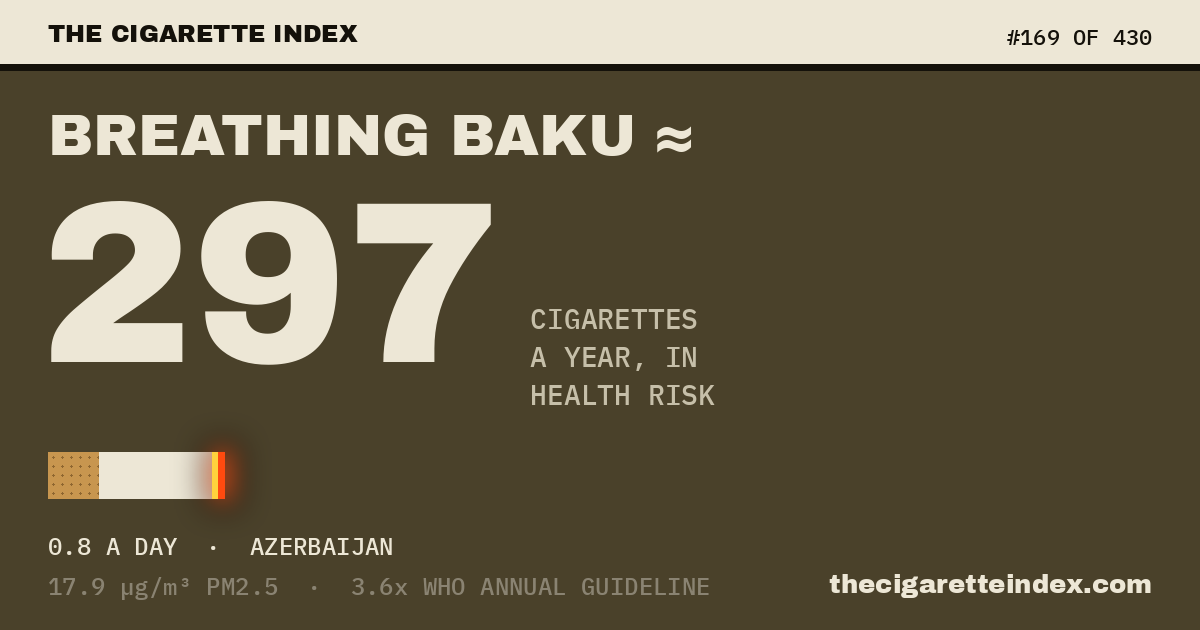 THE CIGARETTE INDEX
#169 OF 430
BREATHING BAKU ≈
297
CIGARETTES
A YEAR, IN
HEALTH RISK
0.8 A DAY · AZERBAIJAN
17.9 µg/m³ PM2.5 · 3.6x WHO ANNUAL GUIDELINE
thecigaretteindex.com